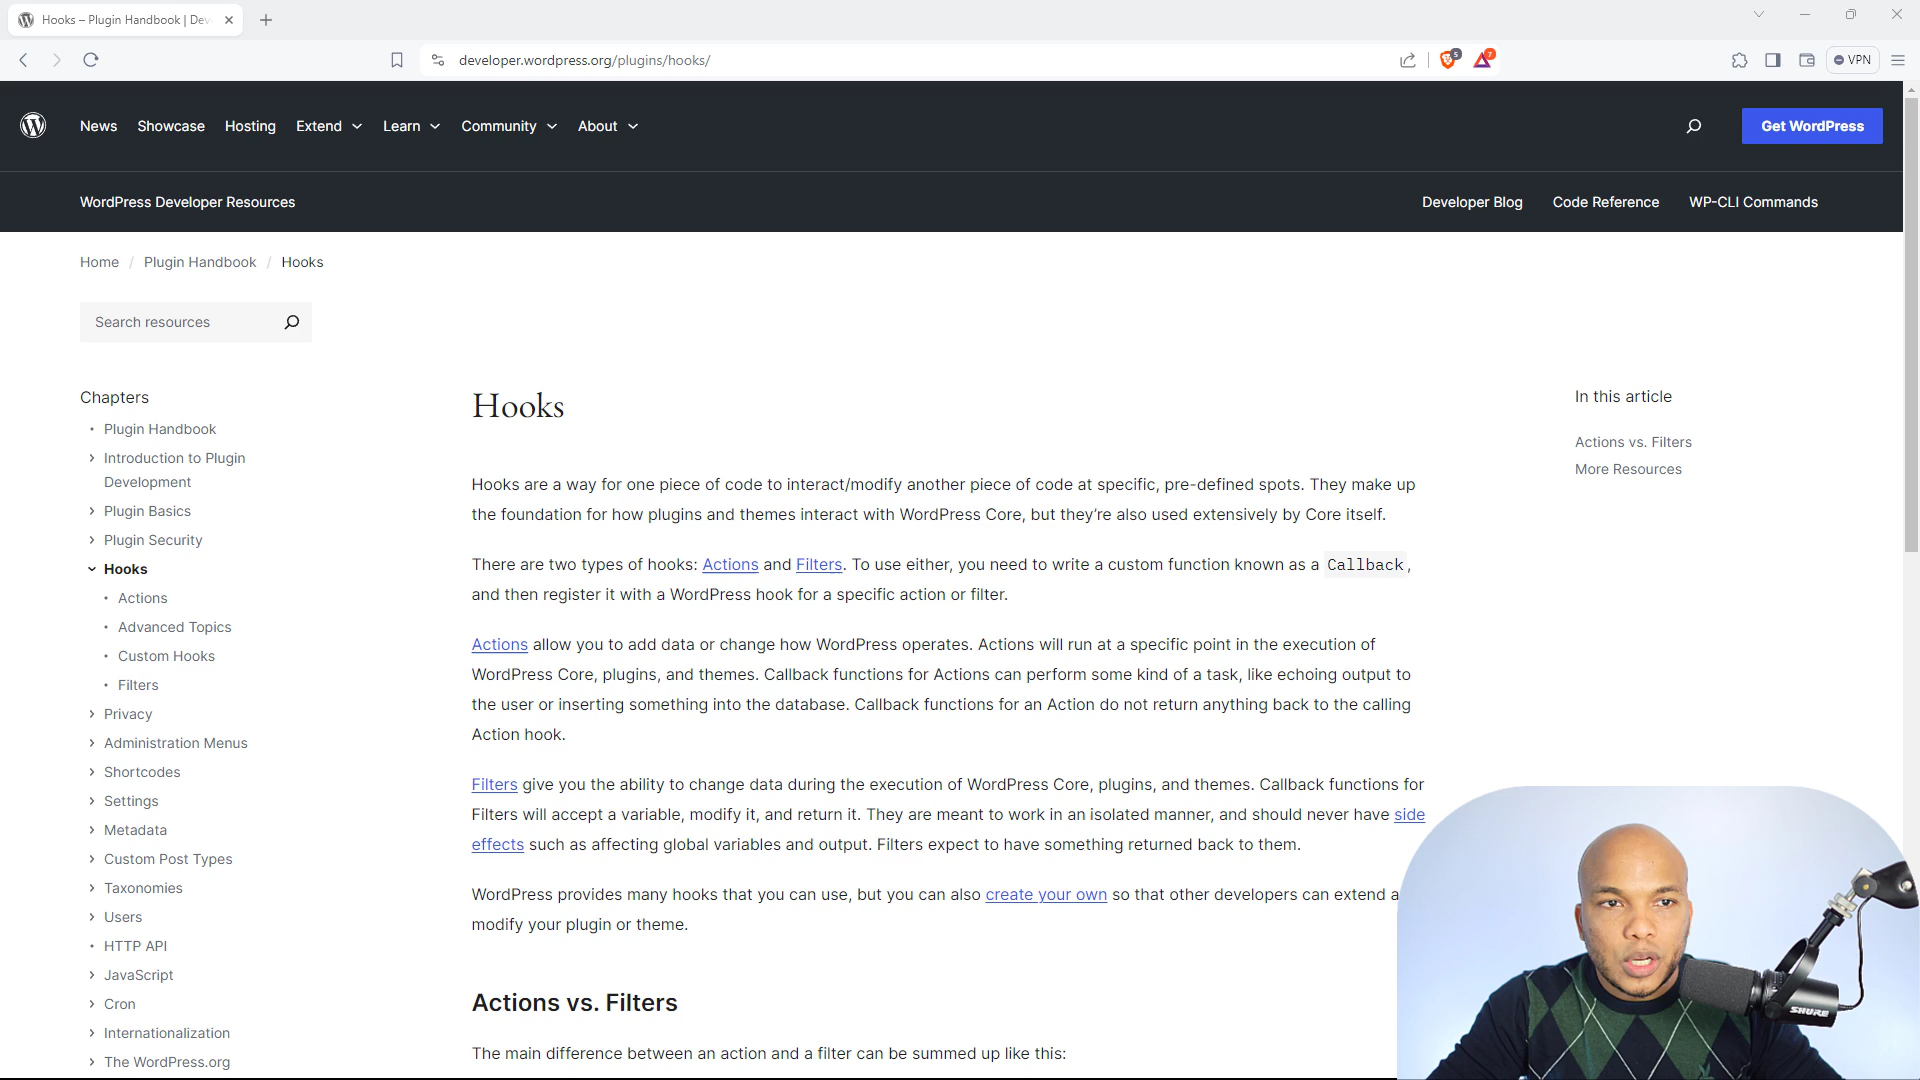 Hooks – Plugin Handbook | Dev
developer.wordpress.org/plugins/hooks/
5
7
VPN
News
Showcase
Hosting
Extend
Learn
Community
About
Get WordPress
WordPress Developer Resources
Developer Blog
Code Reference
WP-CLI Commands
Home / Plugin Handbook / Hooks
Search resources
Chapters
Plugin Handbook
Introduction to Plugin
Development
Plugin Basics
Plugin Security
Hooks
Actions
Advanced Topics
Custom Hooks
Filters
Privacy
Administration Menus
Shortcodes
Settings
Metadata
Custom Post Types
Taxonomies
Users
HTTP API
JavaScript
Cron
Internationalization
The WordPress.org
Hooks
Hooks are a way for one piece of code to interact/modify another piece of code at specific, pre-defined spots. They make up
the foundation for how plugins and themes interact with WordPress Core, but they’re also used extensively by Core itself.
There are two types of hooks: Actions and Filters. To use either, you need to write a custom function known as a Callback,
and then register it with a WordPress hook for a specific action or filter.
Actions allow you to add data or change how WordPress operates. Actions will run at a specific point in the execution of
WordPress Core, plugins, and themes. Callback functions for Actions can perform some kind of a task, like echoing output to
the user or inserting something into the database. Callback functions for an Action do not return anything back to the calling
Action hook.
Filters give you the ability to change data during the execution of WordPress Core, plugins, and themes. Callback functions for
Filters will accept a variable, modify it, and return it. They are meant to work in an isolated manner, and should never have side
effects such as affecting global variables and output. Filters expect to have something returned back to them.
WordPress provides many hooks that you can use, but you can also create your own so that other developers can extend a
modify your plugin or theme.
Actions vs. Filters
The main difference between an action and a filter can be summed up like this:
In this article
Actions vs. Filters
More Resources
SHURE